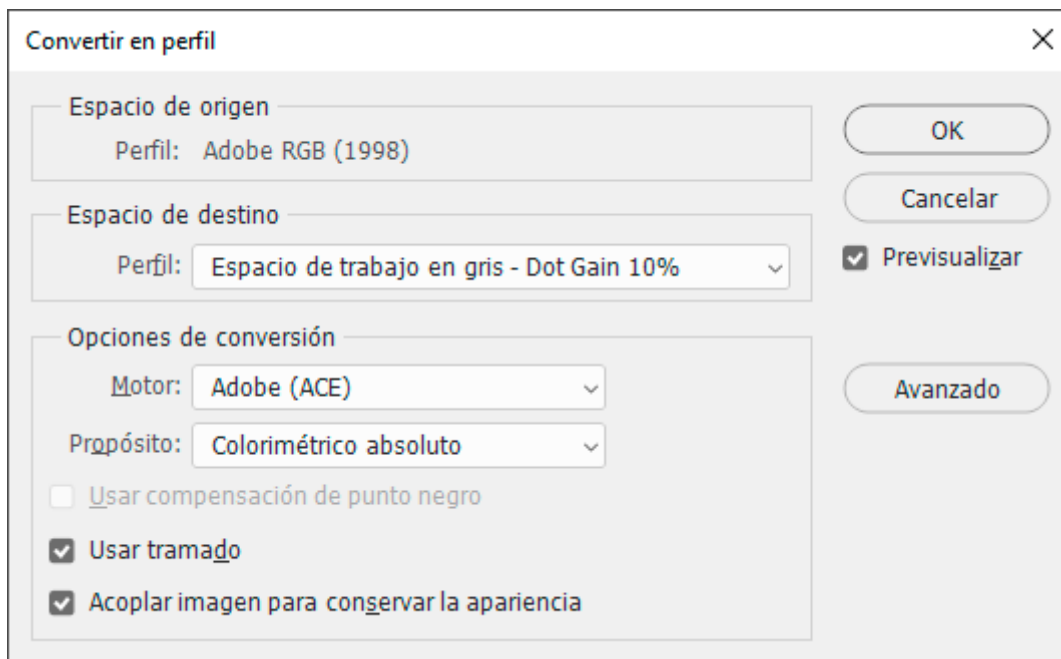 Convertir en perfil
Espacio de origen
Perfil: Adobe RGB (1998)
Espacio de destino
Perfil: Espacio de trabajo en gris - Dot Gain 10%
Opciones de conversión
Motor: Adobe (ACE)
Propósito: Colorimétrico absoluto
Usar compensación de punto negro
Usar tramado
Acoplar imagen para conservar la apariencia
OK
Cancelar
Previsualizar
Avanzado